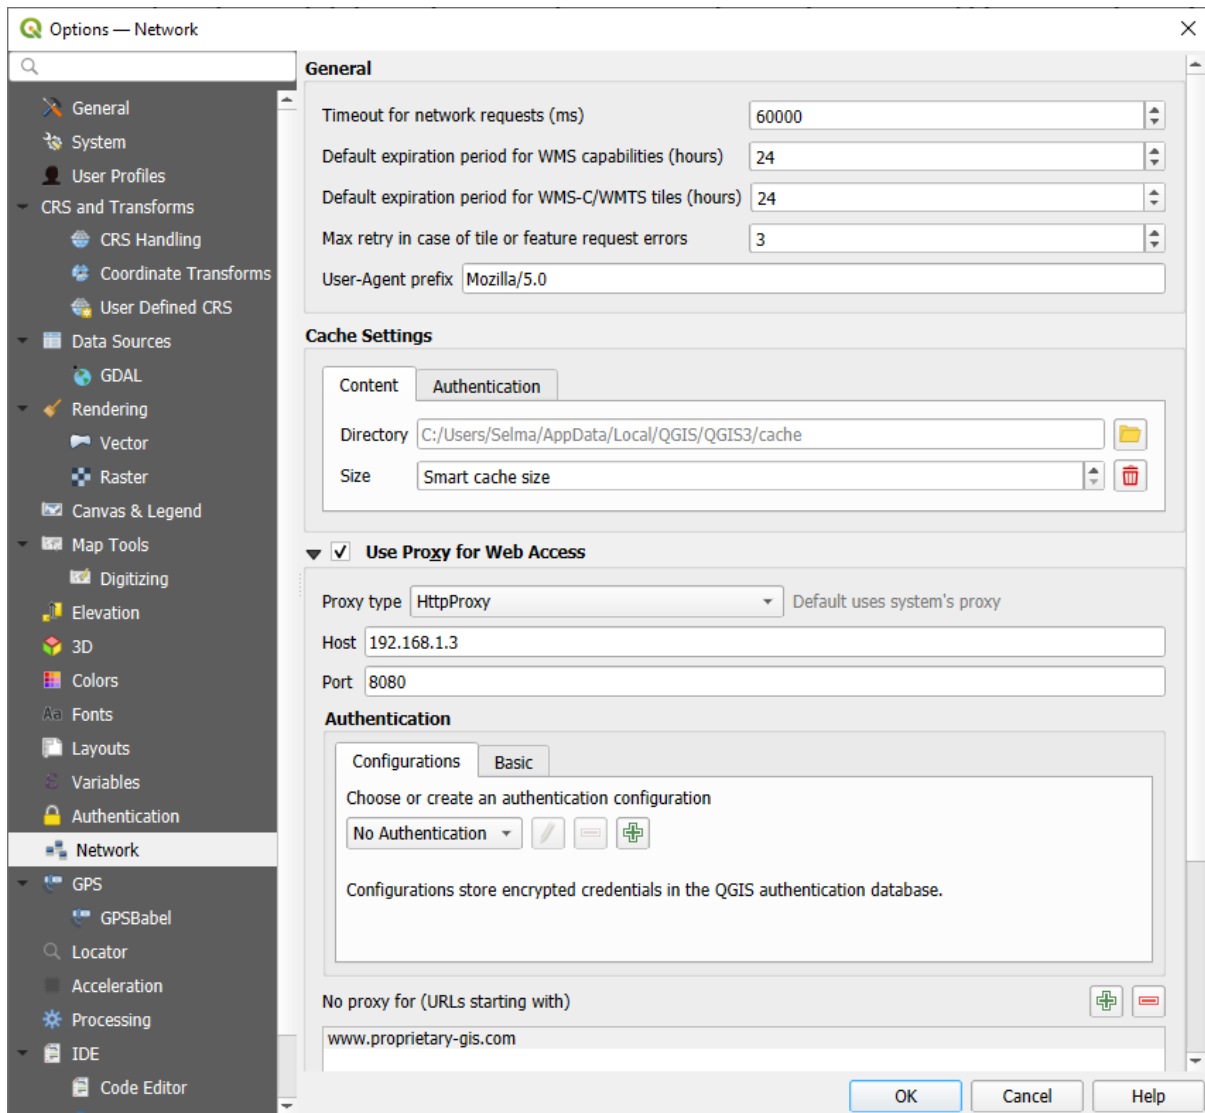 Options — Network
General
System
User Profiles
CRS and Transforms
CRS Handling
Coordinate Transforms
User Defined CRS
Data Sources
GDAL
Rendering
Vector
Raster
Canvas & Legend
Map Tools
Digitizing
Elevation
3D
Colors
Aa Fonts
Layouts
ε Variables
Authentication
Network
GPS
GPSBabel
Locator
Acceleration
Processing
IDE
Code Editor
General
Timeout for network requests (ms) 60000
Default expiration period for WMS capabilities (hours) 24
Default expiration period for WMS-C/WMTS tiles (hours) 24
Max retry in case of tile or feature request errors 3
User-Agent prefix Mozilla/5.0
Cache Settings
Content Authentication
Directory C:/Users/Selma/AppData/Local/QGIS/QGIS3/cache
Size Smart cache size
Use Proxy for Web Access
Proxy type HttpProxy Default uses system's proxy
Host 192.168.1.3
Port 8080
Authentication
Configurations Basic
Choose or create an authentication configuration
No Authentication
Configurations store encrypted credentials in the QGIS authentication database.
No proxy for (URLs starting with)
www.proprietary-gis.com
OK Cancel Help